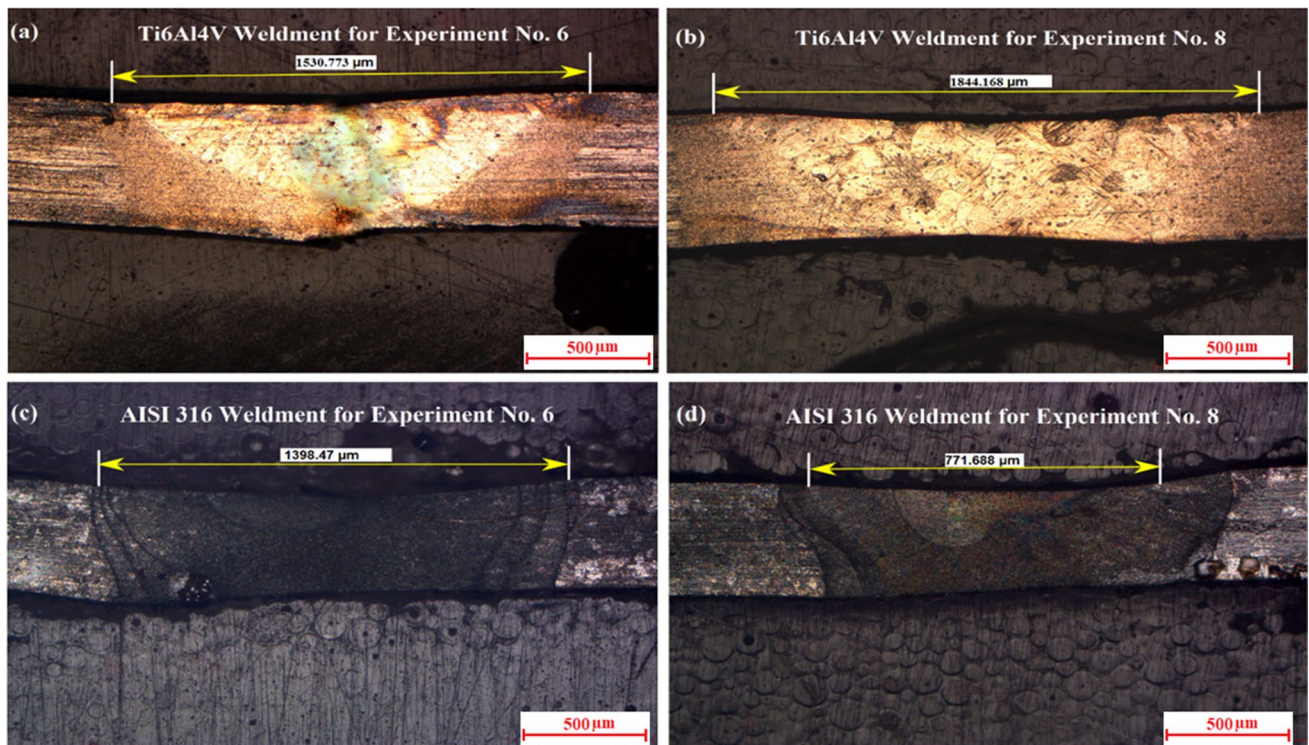 (a)
Ti6Al4V Weldment for Experiment No. 6
1530.773 µm
500 µm
(b)
Ti6Al4V Weldment for Experiment No. 8
1844.168 µm
500 µm
(c)
AISI 316 Weldment for Experiment No. 6
1398.47 µm
500 µm
(d)
AISI 316 Weldment for Experiment No. 8
771.688 µm
500 µm